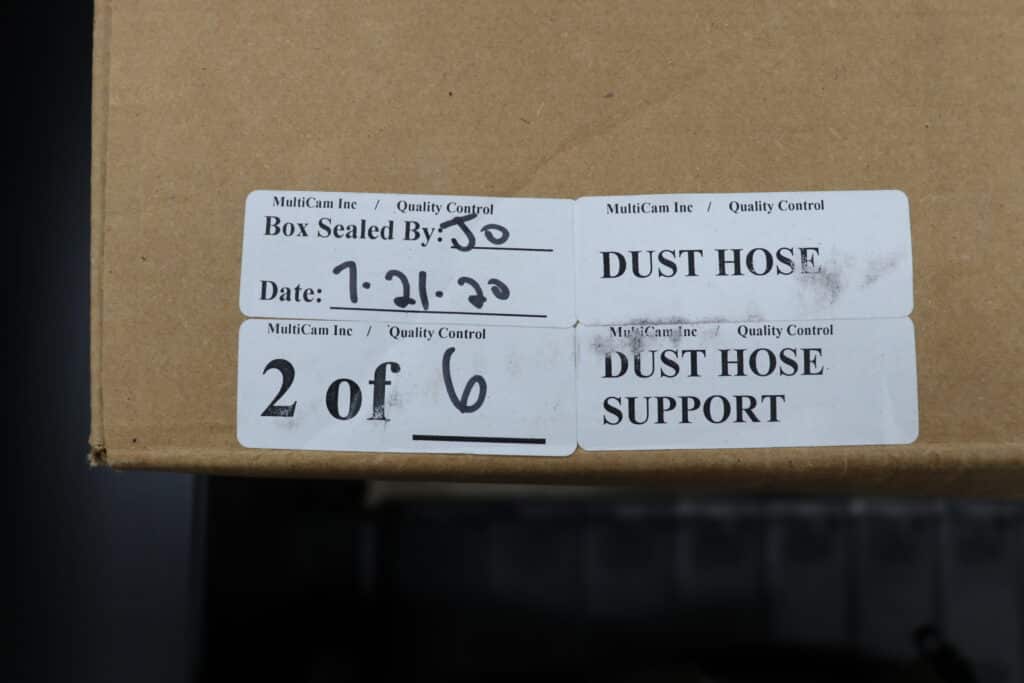 MultiCam Inc / Quality Control
Box Sealed By: Jo
Date: 7.21.20
MultiCam Inc / Quality Control
DUST HOSE
MultiCam Inc / Quality Control
2 of 6
MultiCam Inc / Quality Control
DUST HOSE
SUPPORT